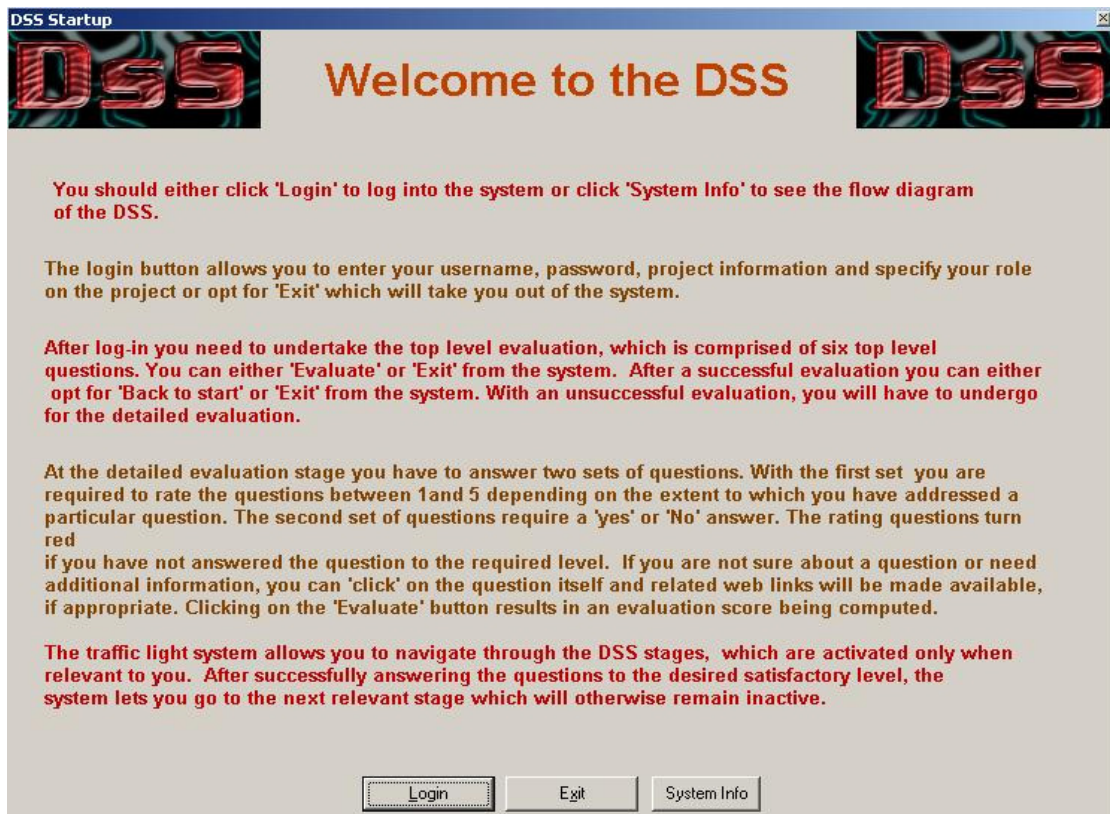 DSS Startup
DsS
Welcome to the DSS
DsS
You should either click 'Login' to log into the system or click 'System Info' to see the flow diagram
of the DSS.
The login button allows you to enter your username, password, project information and specify your role
on the project or opt for 'Exit' which will take you out of the system.
After log-in you need to undertake the top level evaluation, which is comprised of six top level
questions. You can either 'Evaluate' or 'Exit' from the system.  After a successful evaluation you can either
opt for 'Back to start' or 'Exit' from the system. With an unsuccessful evaluation, you will have to undergo
for the detailed evaluation.
At the detailed evaluation stage you have to answer two sets of questions. With the first set  you are
required to rate the questions between 1and 5 depending on the extent to which you have addressed a
particular question. The second set of questions require a 'yes' or 'No' answer. The rating questions turn
red
if you have not answered the question to the required level.  If you are not sure about a question or need
additional information, you can 'click' on the question itself and related web links will be made available,
if appropriate. Clicking on the 'Evaluate' button results in an evaluation score being computed.
The traffic light system allows you to navigate through the DSS stages,  which are activated only when
relevant to you.  After successfully answering the questions to the desired satisfactory level, the
system lets you go to the next relevant stage which will otherwise remain inactive.
Login Exit System Info